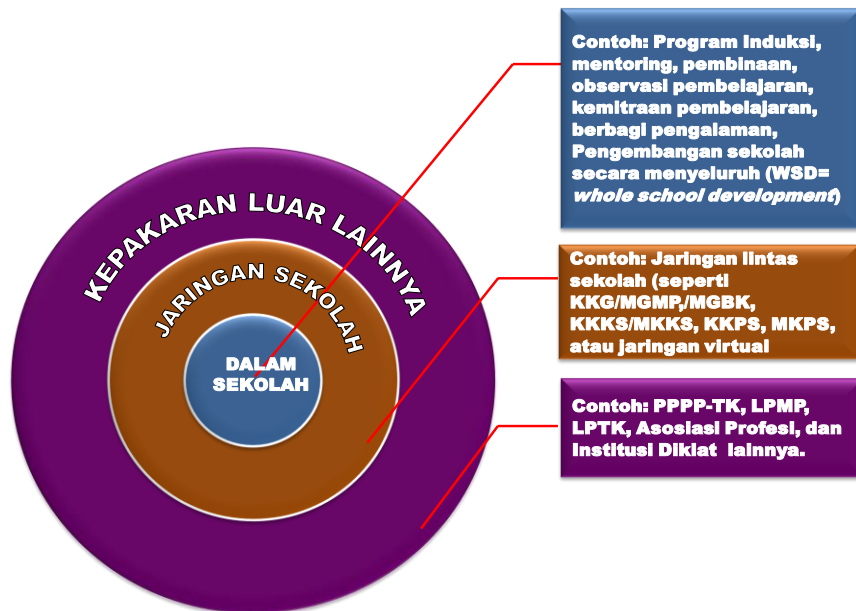 Contoh: Program Induksi,
mentoring, pembinaan,
observasi pembelajaran,
kemitraan pembelajaran,
berbagi pengalaman,
Pengembangan sekolah
secara menyeluruh (WSD=
whole school development)
KEPAKARAN LUAR LAINNYA
JARINGAN SEKOLAH
DALAM
SEKOLAH
Contoh: Jaringan lintas
sekolah (seperti
KKG/MGMP,/MGBK,
KKKS/MKKS, KKPS, MKPS,
atau jaringan virtual
Contoh: PPPP-TK, LPMP,
LPTK, Asosiasi Profesi, dan
Institusi Diklat lainnya.